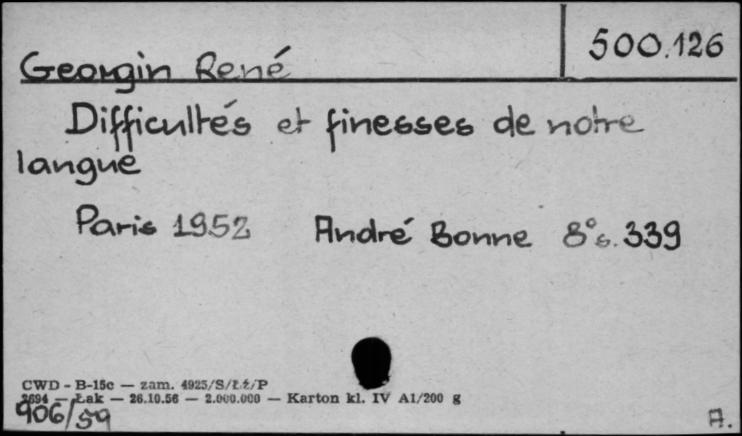 500.126
Georgin René
Difficultés et finesses de notre
langue
Paris 1952 André Bonne 8° s. 339
CWD - B-15c — zam. 4925/S/Ł.ż/P
2694 — Łak — 26.10.56 — 2.000.000 — Karton kl. IV A1/200 g
906/59
A.